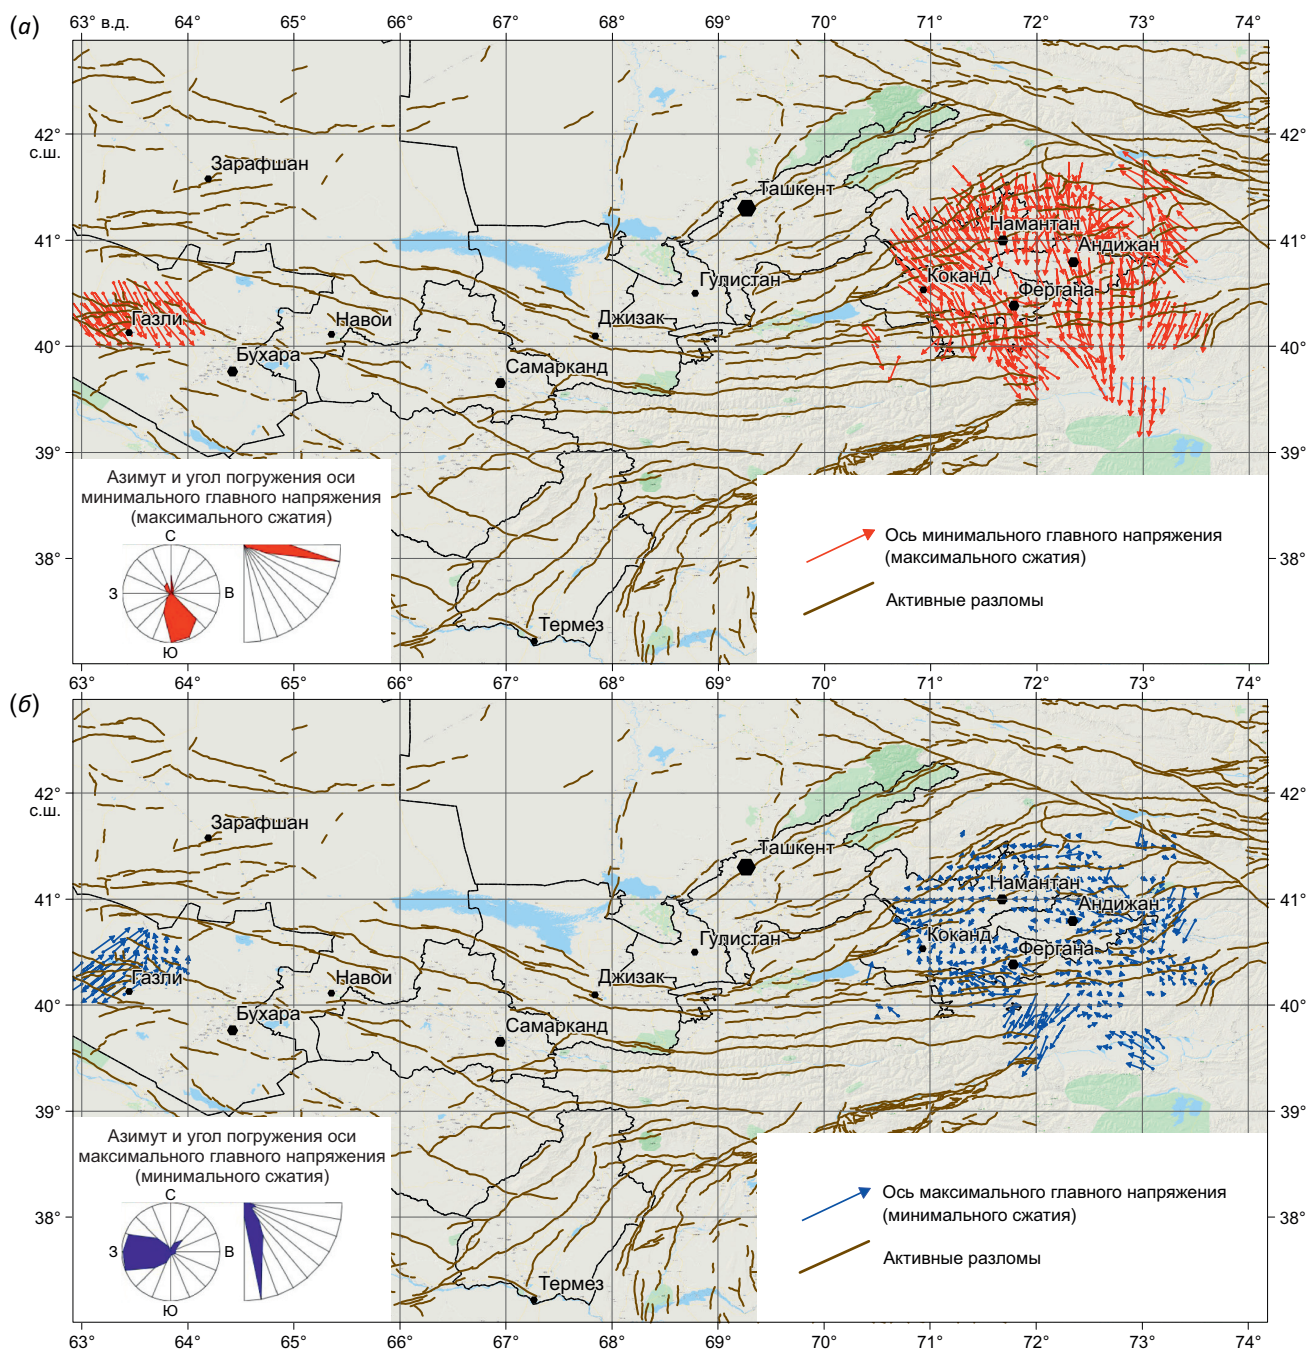 (а)
63° в.д. 64° 65° 66° 67° 68° 69° 70° 71° 72° 73° 74°
42° 42°
с.ш.
Зарафшан
Ташкент
41° 41°
Намантан
Андижан
Гулистан
Коканд
Фергана
Газли
Навои
Джизак
40° 40°
Бухара
Самарканд
39° 39°
Азимут и угол погружения оси
минимального главного напряжения
(максимального сжатия)
С
З В
Ю
Ось минимального главного напряжения
(максимального сжатия)
Активные разломы
38° 38°
Термез
63° 64° 65° 66° 67° 68° 69° 70° 71° 72° 73° 74°
(б)
42° 42°
с.ш.
Зарафшан
Ташкент
41° 41°
Намантан
Андижан
Гулистан
Коканд
Фергана
Газли
Навои
Джизак
40° 40°
Бухара
Самарканд
39° 39°
Азимут и угол погружения оси
максимального главного напряжения
(минимального сжатия)
С
З В
Ю
Ось максимального главного напряжения
(минимального сжатия)
Активные разломы
38° 38°
Термез
63° 64° 65° 66° 67° 68° 69° 70° 71° 72° 73° 74°